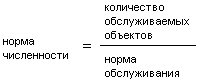 количество
обслуживаемых
объектов
норма
численности
=
норма
обслуживания